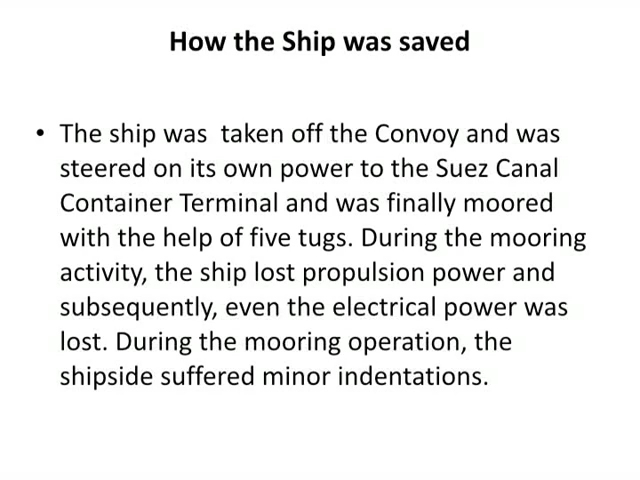 How the Ship was saved
• The ship was  taken off the Convoy and was
steered on its own power to the Suez Canal
Container Terminal and was finally moored
with the help of five tugs. During the mooring
activity, the ship lost propulsion power and
subsequently, even the electrical power was
lost. During the mooring operation, the
shipside suffered minor indentations.